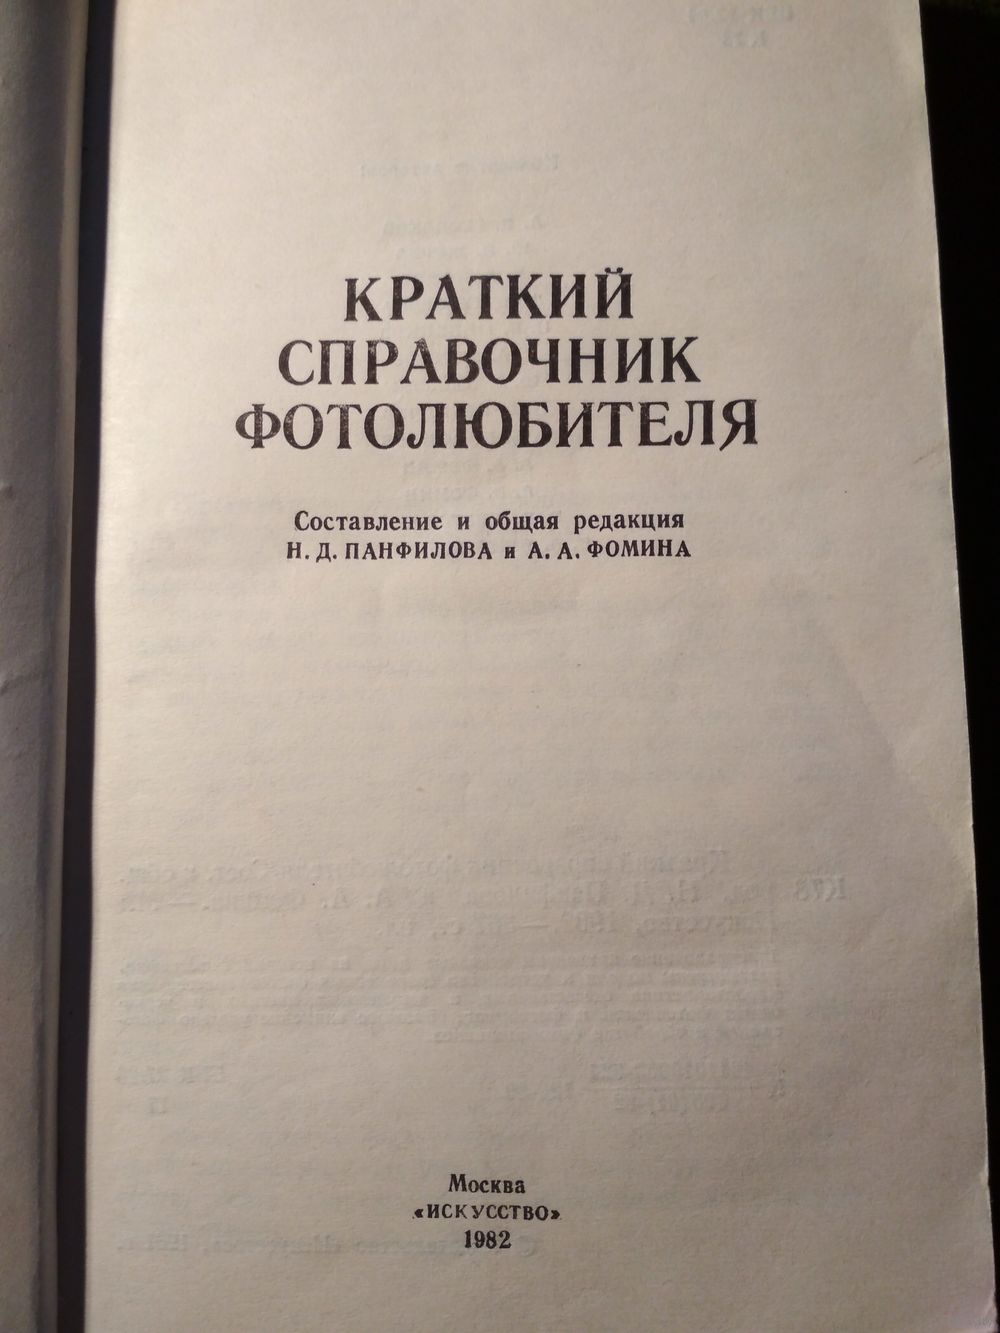 КРАТКИЙ
СПРАВОЧНИК
ФОТОЛЮБИТЕЛЯ
Составление и общая редакция
Н. Д. ПАНФИЛОВА и А. А. ФОМИНА
Москва
«ИСКУССТВО»
1982